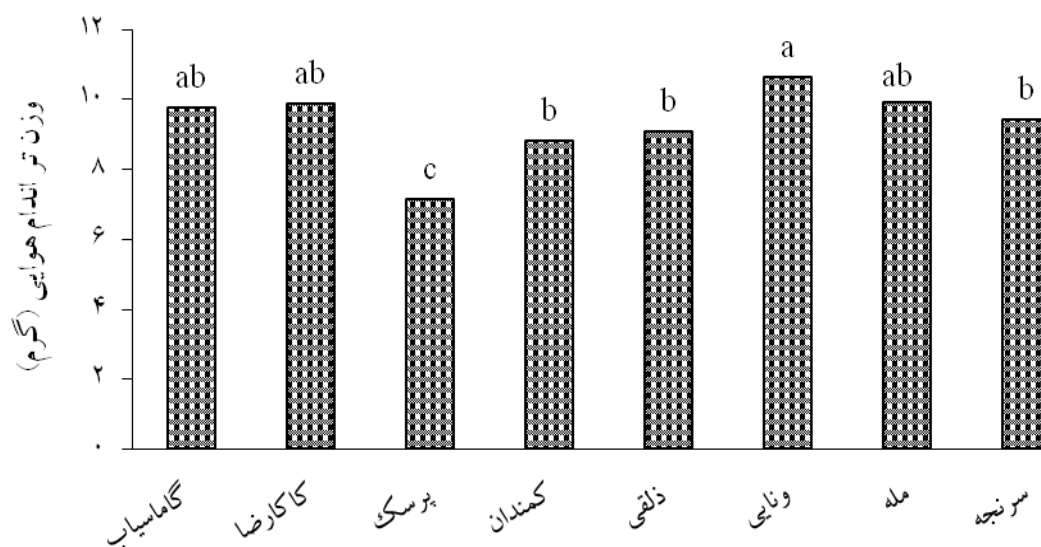 وزن تر اندام هوایی (گرم)
۱۲
۱۰
۸
۶
۴
۲
۰
ab
ab
c
b
b
a
ab
b
گاماسیاب
کاکارضا
پرسک
کمندان
ذلقی
ونایی
مله
سرنجه